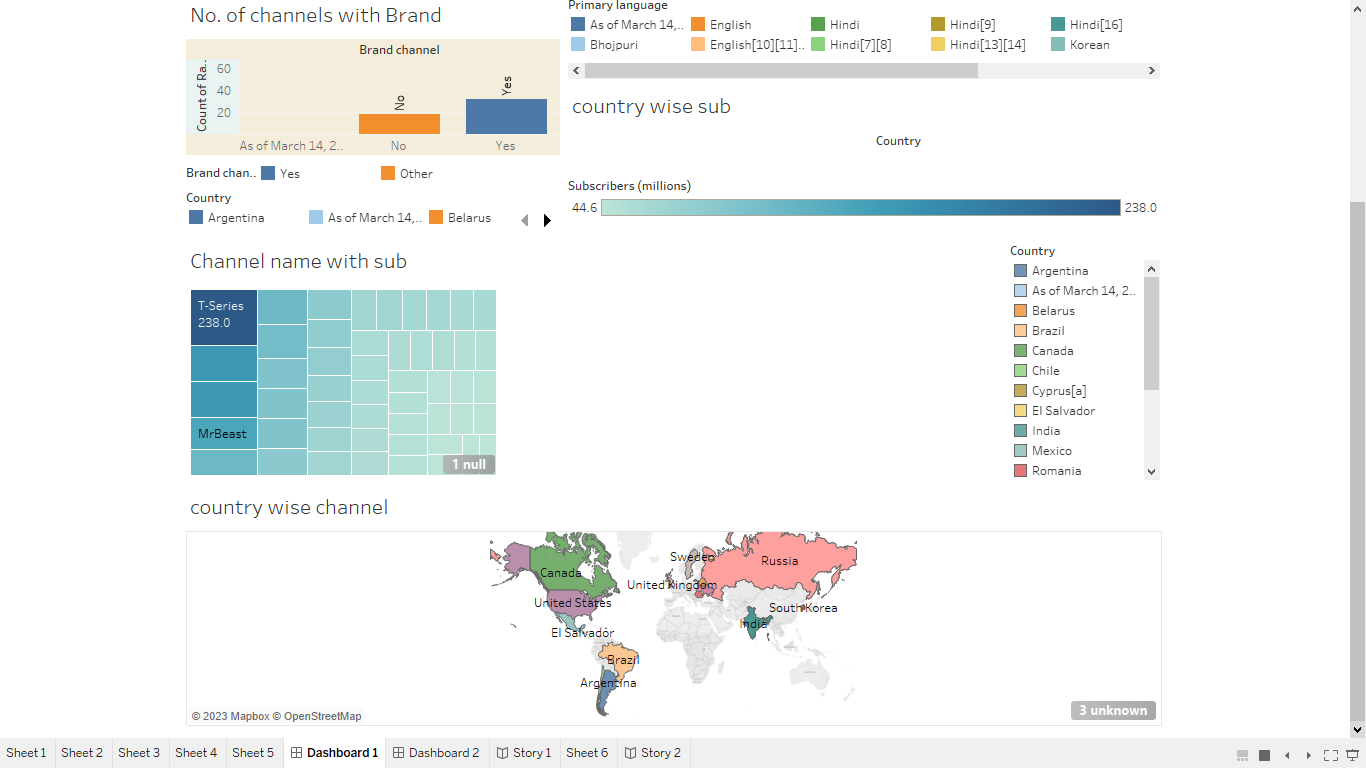 No. of channels with Brand
Brand channel
Count of Ra..
60
40
20
No
Yes
As of March 14, 2..
No
Yes
Brand chan..
Yes
Other
Country
Argentina
As of March 14,..
Belarus
Primary language
As of March 14,..
English
Hindi
Hindi[9]
Hindi[16]
Bhojpuri
English[10][11]..
Hindi[7][8]
Hindi[13][14]
Korean
country wise sub
Country
Subscribers (millions)
44.6
238.0
Channel name with sub
T-Series
238.0
MrBeast
1 null
Country
Argentina
As of March 14, 2..
Belarus
Brazil
Canada
Chile
Cyprus[a]
El Salvador
India
Mexico
Romania
country wise channel
Sweden
Russia
Canada
United Kingdom
United States
South Korea
India
El Salvador
Brazil
Argentina
© 2023 Mapbox © OpenStreetMap
3 unknown
Sheet 1
Sheet 2
Sheet 3
Sheet 4
Sheet 5
Dashboard 1
Dashboard 2
Story 1
Sheet 6
Story 2